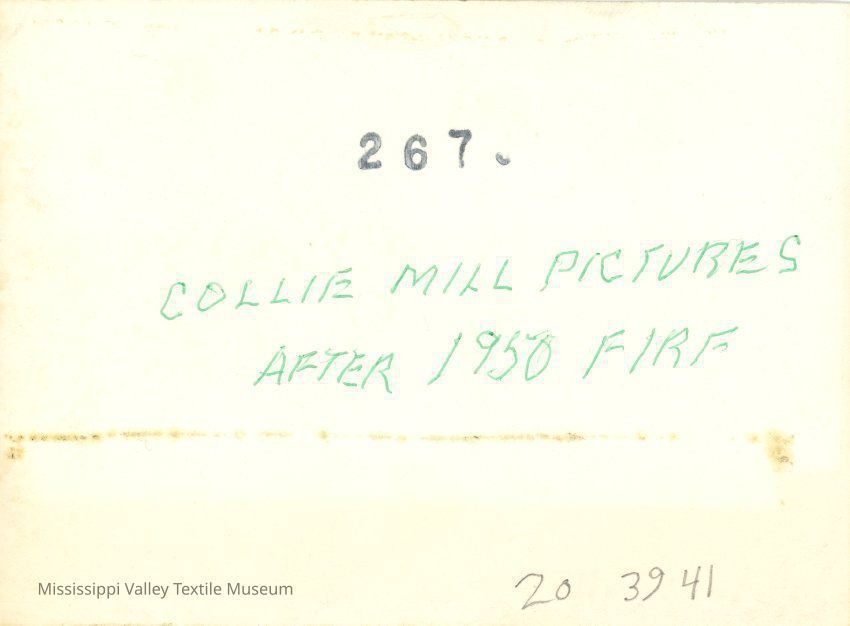 267.
COLLIE MILL PICTURES
AFTER 1950 FIRE
Mississippi Valley Textile Museum
20 3941